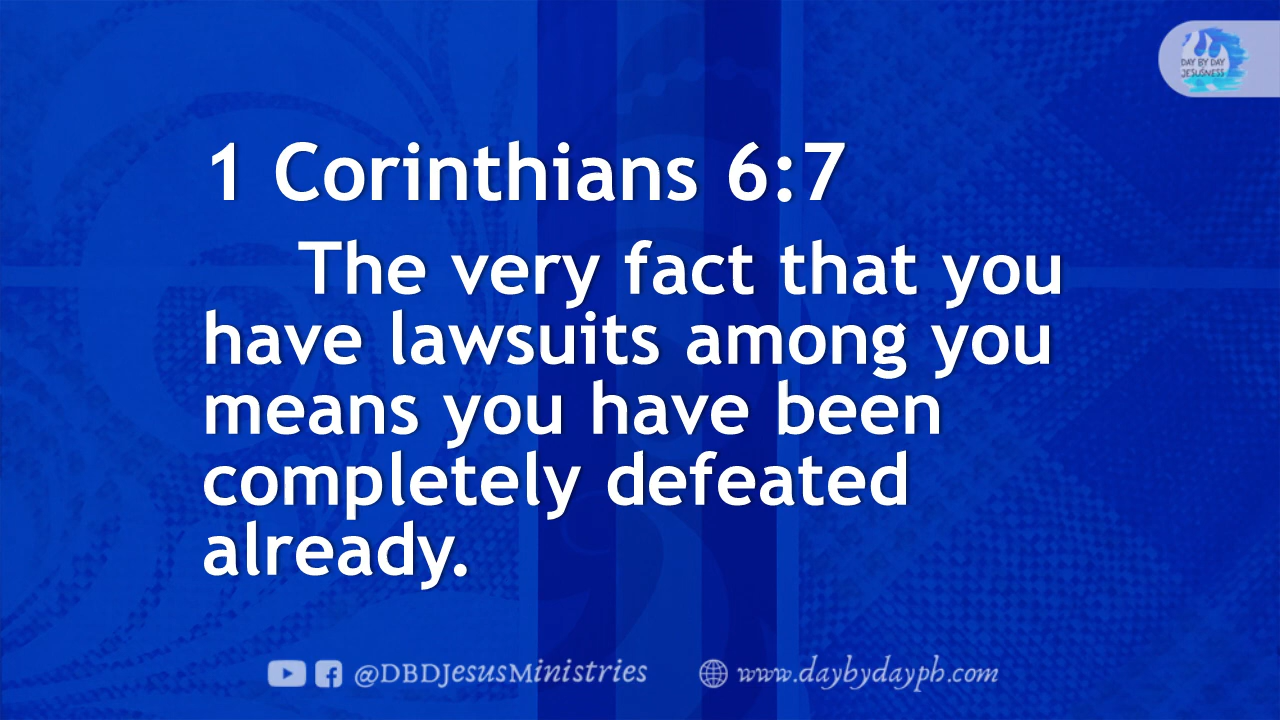 DAY BY DAY
JESUSNESS
1 Corinthians 6:7
The very fact that you
have lawsuits among you
means you have been
completely defeated
already.
@DBDJesusMinistries
www.daybydayph.com